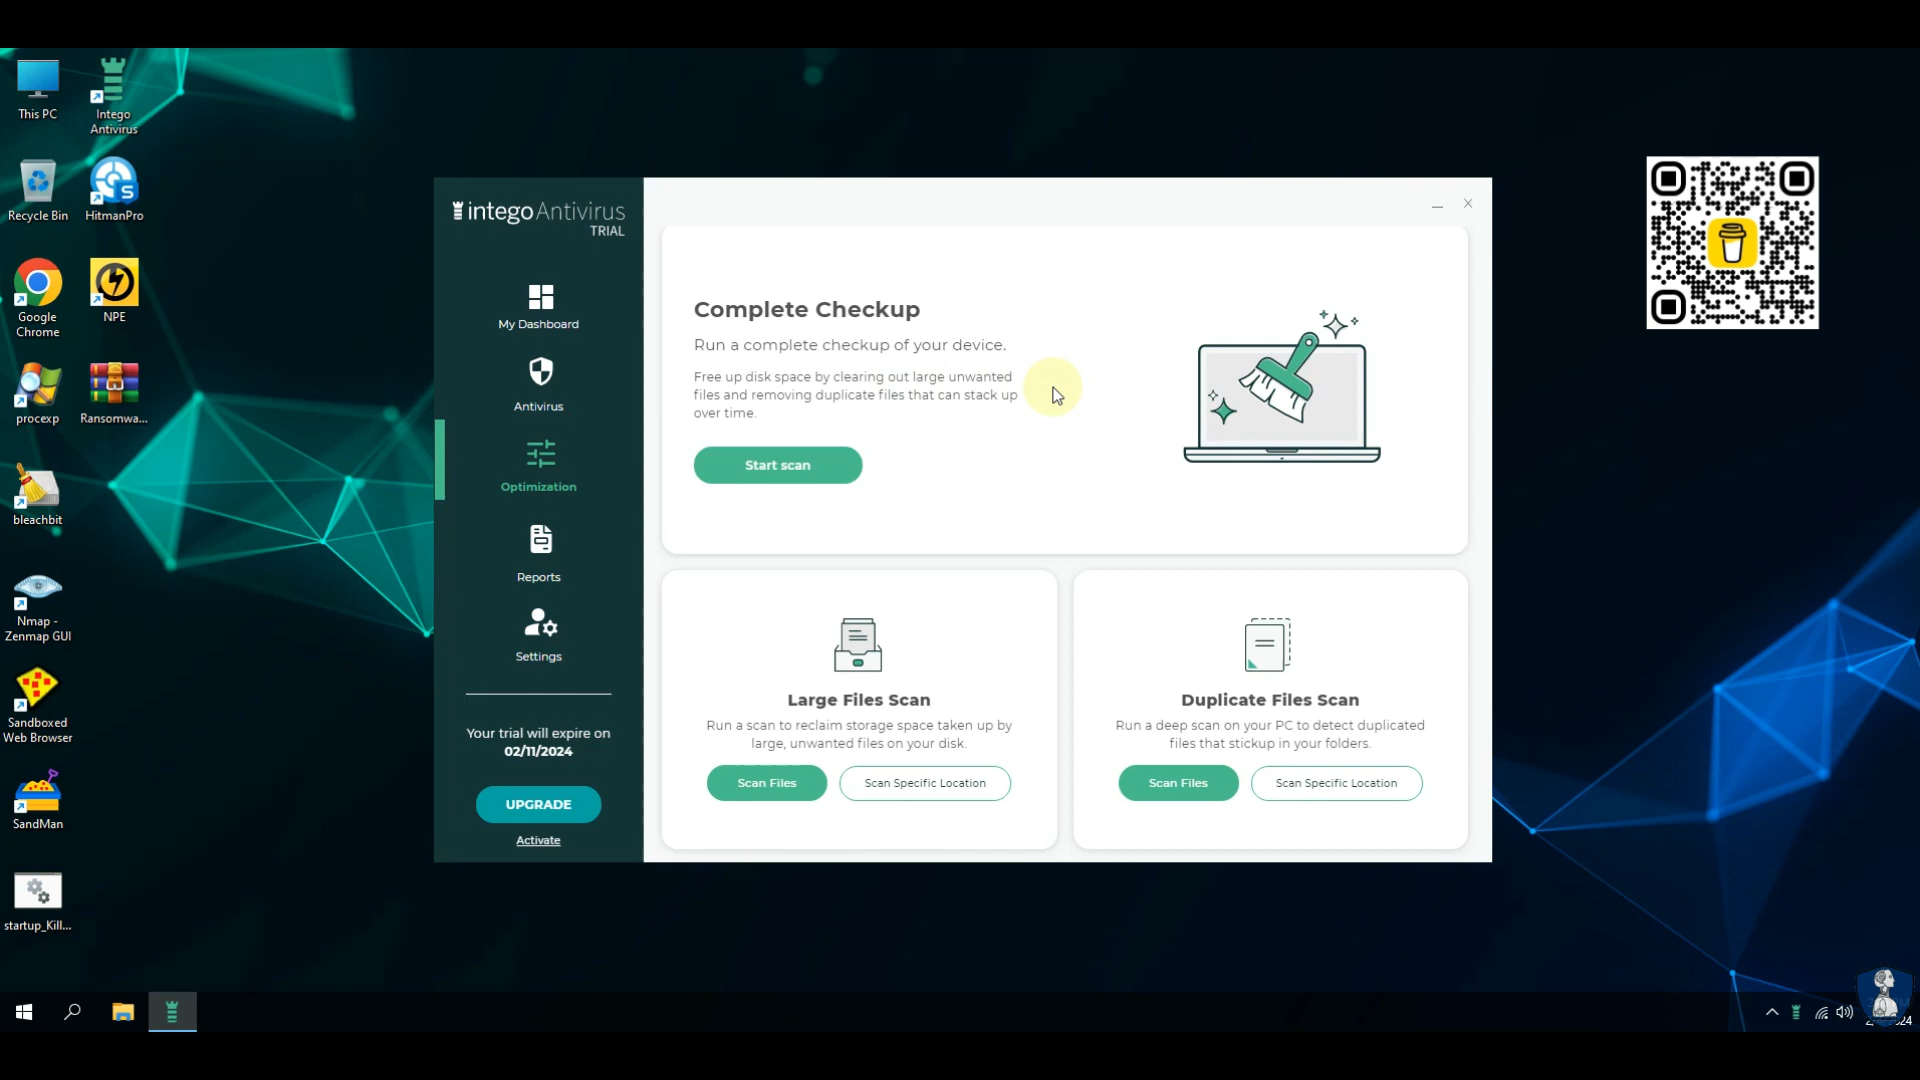 This PC
Intego
Antivirus
Recycle Bin
HitmanPro
Google
Chrome
NPE
procexp
Ransomwa...
bleachbit
Nmap -
Zenmap GUI
Sandboxed
Web Browser
SandMan
startup_Kill...
intego Antivirus
TRIAL
My Dashboard
Antivirus
Optimization
Reports
Settings
Your trial will expire on
02/11/2024
UPGRADE
Activate
Complete Checkup
Run a complete checkup of your device.
Free up disk space by clearing out large unwanted
files and removing duplicate files that can stack up
over time.
Start scan
Large Files Scan
Run a scan to reclaim storage space taken up by
large, unwanted files on your disk.
Scan Files
Scan Specific Location
Duplicate Files Scan
Run a deep scan on your PC to detect duplicated
files that stickup in your folders.
Scan Files
Scan Specific Location